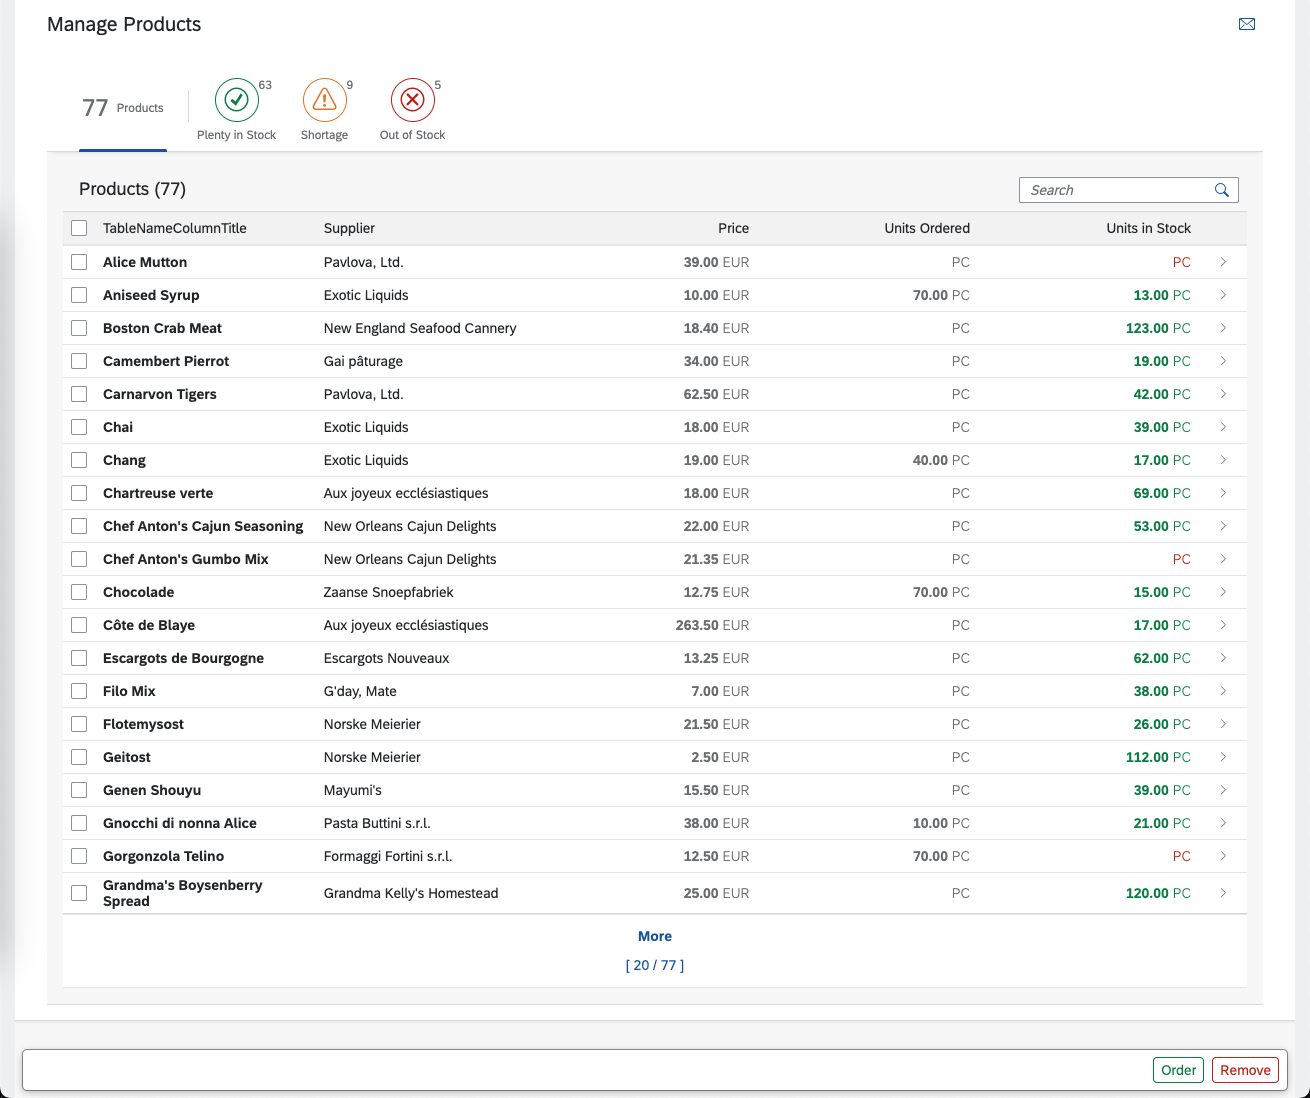 Manage Products
77 Products
63
Plenty in Stock
9
Shortage
5
Out of Stock
Products (77)
Search
TableNameColumnTitle Supplier Price Units Ordered Units in Stock
Alice Mutton Pavlova, Ltd. 39.00 EUR PC PC
Aniseed Syrup Exotic Liquids 10.00 EUR 70.00 PC 13.00 PC
Boston Crab Meat New England Seafood Cannery 18.40 EUR PC 123.00 PC
Camembert Pierrot Gai pâturage 34.00 EUR PC 19.00 PC
Carnarvon Tigers Pavlova, Ltd. 62.50 EUR PC 42.00 PC
Chai Exotic Liquids 18.00 EUR PC 39.00 PC
Chang Exotic Liquids 19.00 EUR 40.00 PC 17.00 PC
Chartreuse verte Aux joyeux ecclésiastiques 18.00 EUR PC 69.00 PC
Chef Anton's Cajun Seasoning New Orleans Cajun Delights 22.00 EUR PC 53.00 PC
Chef Anton's Gumbo Mix New Orleans Cajun Delights 21.35 EUR PC PC
Chocolade Zaanse Snoepfabriek 12.75 EUR 70.00 PC 15.00 PC
Côte de Blaye Aux joyeux ecclésiastiques 263.50 EUR PC 17.00 PC
Escargots de Bourgogne Escargots Nouveaux 13.25 EUR PC 62.00 PC
Filo Mix G'day, Mate 7.00 EUR PC 38.00 PC
Flotemysost Norske Meierier 21.50 EUR PC 26.00 PC
Geitost Norske Meierier 2.50 EUR PC 112.00 PC
Genen Shouyu Mayumi's 15.50 EUR PC 39.00 PC
Gnocchi di nonna Alice Pasta Buttini s.r.l. 38.00 EUR 10.00 PC 21.00 PC
Gorgonzola Telino Formaggi Fortini s.r.l. 12.50 EUR 70.00 PC PC
Grandma's Boysenberry
Spread Grandma Kelly's Homestead 25.00 EUR PC 120.00 PC
More
[ 20 / 77 ]
Order Remove